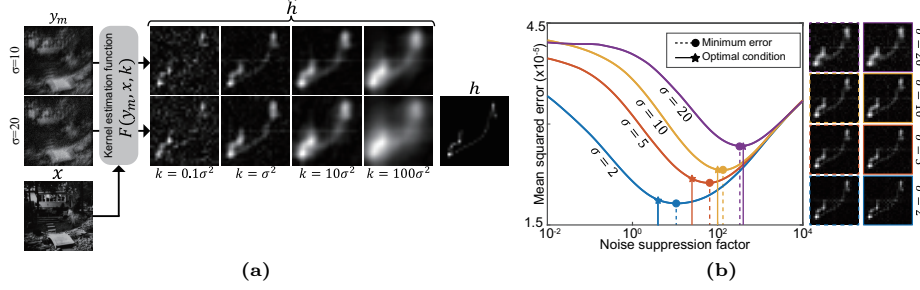 (a)
y_m
ĥ
σ=10
σ=20
Kernel estimation function
F(y_m, x, k)
x
h
k = 0.1σ²
k = σ²
k = 10σ²
k = 100σ²
(a)
(b)
Mean squared error (x10⁻⁵)
4.5
1.5
Minimum error
Optimal condition
σ = 20
σ = 10
σ = 5
σ = 2
10⁻²
10⁰
10²
10⁴
Noise suppression factor
(b)